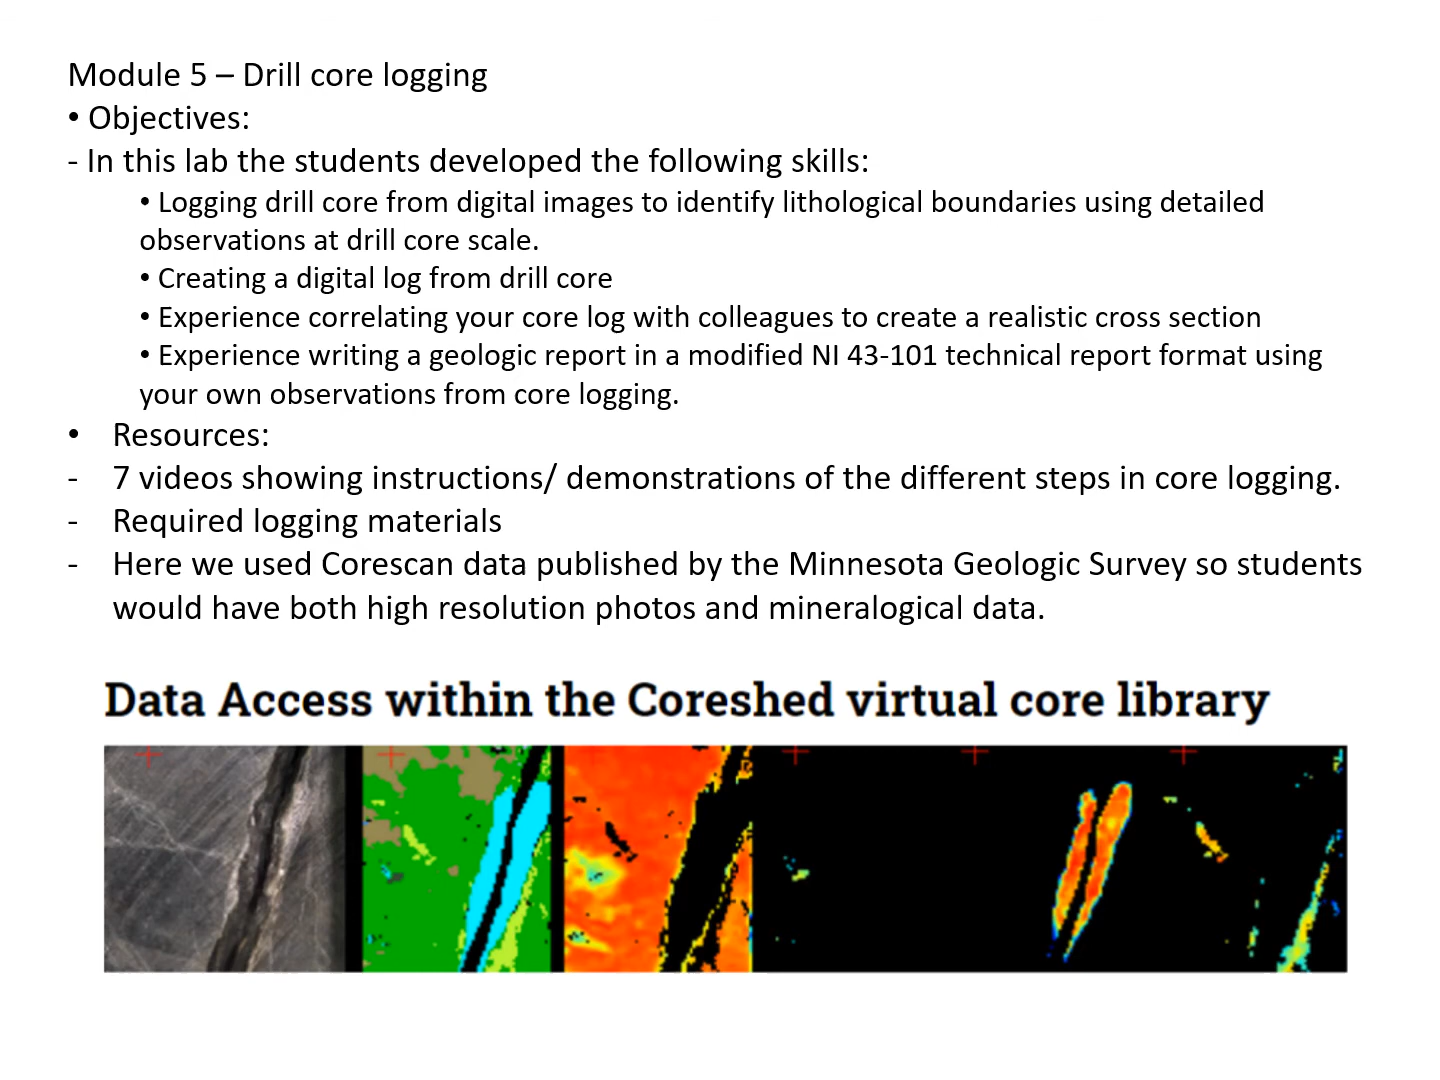 Module 5 – Drill core logging
• Objectives:
- In this lab the students developed the following skills:
• Logging drill core from digital images to identify lithological boundaries using detailed
observations at drill core scale.
• Creating a digital log from drill core
• Experience correlating your core log with colleagues to create a realistic cross section
• Experience writing a geologic report in a modified NI 43-101 technical report format using
your own observations from core logging.
• Resources:
- 7 videos showing instructions/ demonstrations of the different steps in core logging.
- Required logging materials
- Here we used Corescan data published by the Minnesota Geologic Survey so students
would have both high resolution photos and mineralogical data.
Data Access within the Coreshed virtual core library